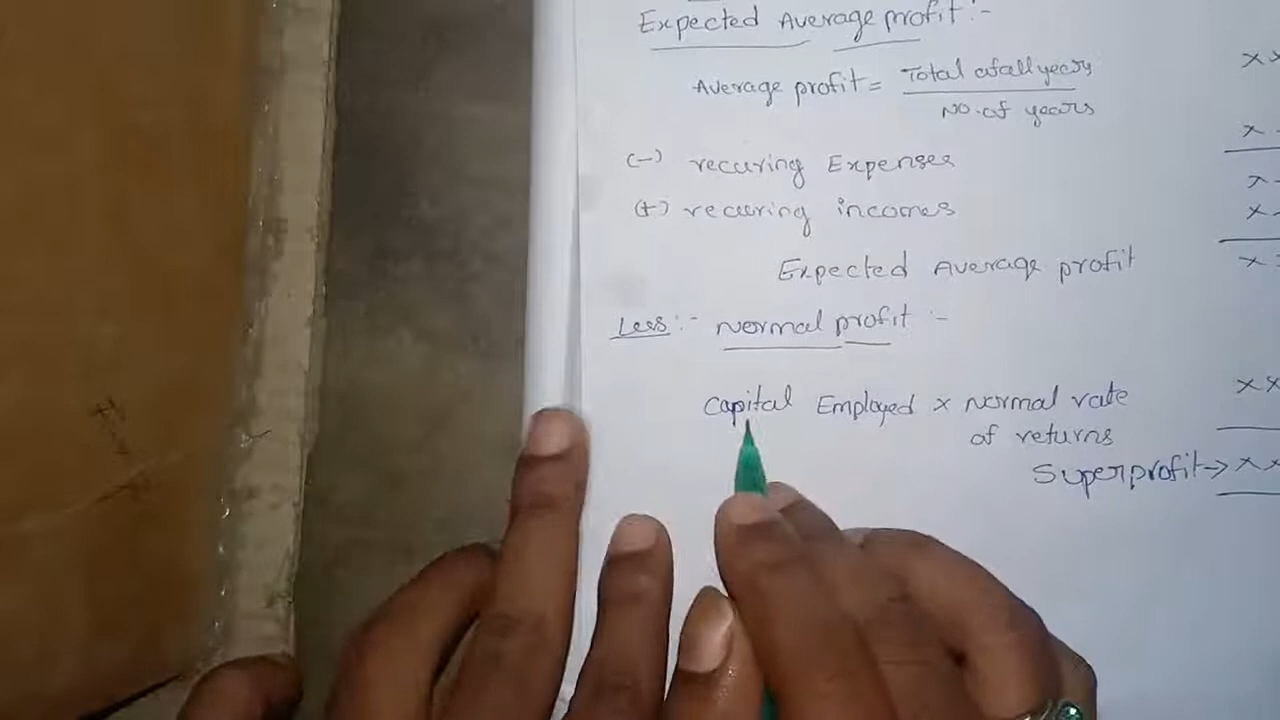 Expected Average profit :-
Average profit = Total of all years
No. of years
x x
(-) recuring Expenses
x -
(+) recuring incomes
x -
x -
Expected Average profit
x -
Less :- normal profit :-
capital Employed x normal rate
of returns
x x
Superprofit → x x